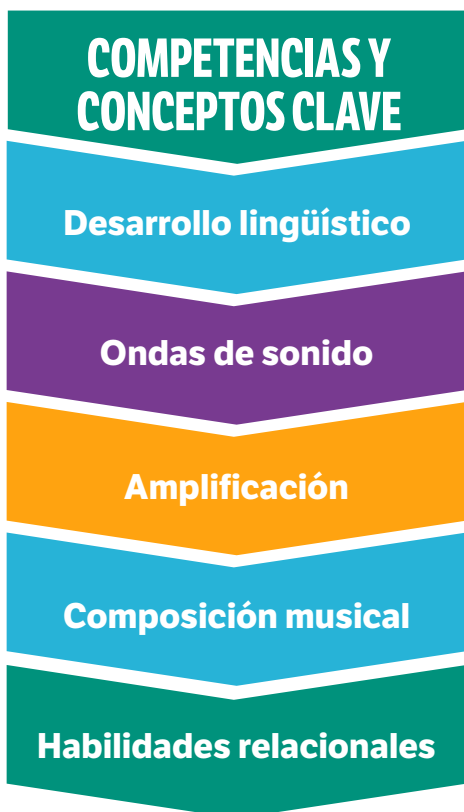 COMPETENCIAS Y
CONCEPTOS CLAVE
Desarrollo lingüístico
Ondas de sonido
Amplificación
Composición musical
Habilidades relacionales